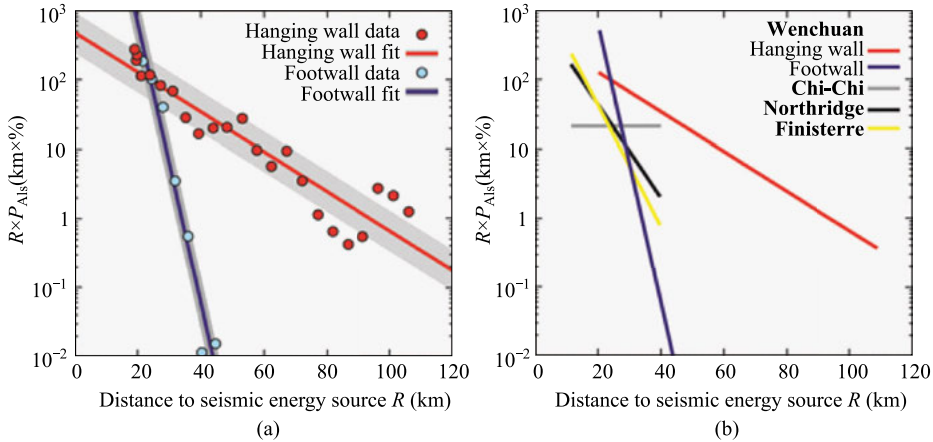 R×P_Als(km×%)
10³
10²
10
1
10⁻¹
10⁻²
Hanging wall data
Hanging wall fit
Footwall data
Footwall fit
0 20 40 60 80 100 120
Distance to seismic energy source R (km)
(a)
R×P_Als(km×%)
10³
10²
10
1
10⁻¹
10⁻²
Wenchuan
Hanging wall
Footwall
Chi-Chi
Northridge
Finisterre
0 20 40 60 80 100 120
Distance to seismic energy source R (km)
(b)